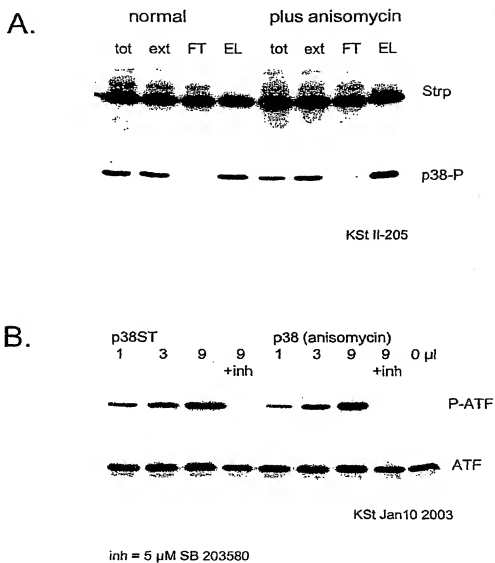 A.
normal plus anisomycin
tot ext FT EL tot ext FT EL
Strp
p38-P
KSt II-205
B.
p38ST p38 (anisomycin)
1 3 9 9 1 3 9 9 0 µl
+inh +inh
P-ATF
ATF
KSt Jan10 2003
inh = 5 µM SB 203580